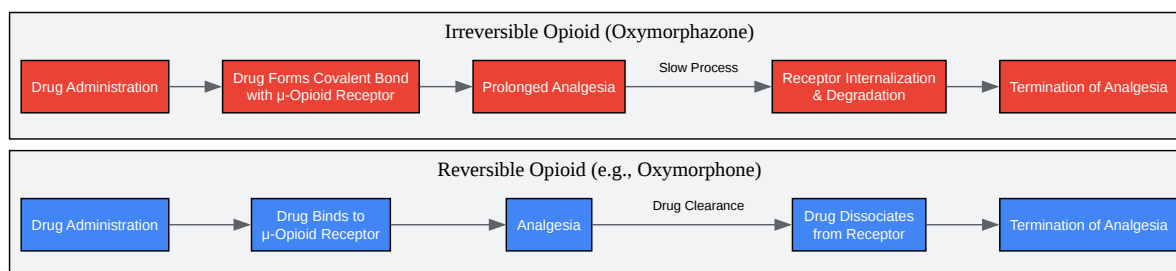 Irreversible Opioid (Oxymorphazone)
Drug Administration
Drug Forms Covalent Bond
with μ-Opioid Receptor
Prolonged Analgesia
Slow Process
Receptor Internalization
& Degradation
Termination of Analgesia
Reversible Opioid (e.g., Oxymorphone)
Drug Administration
Drug Binds to
μ-Opioid Receptor
Analgesia
Drug Clearance
Drug Dissociates
from Receptor
Termination of Analgesia